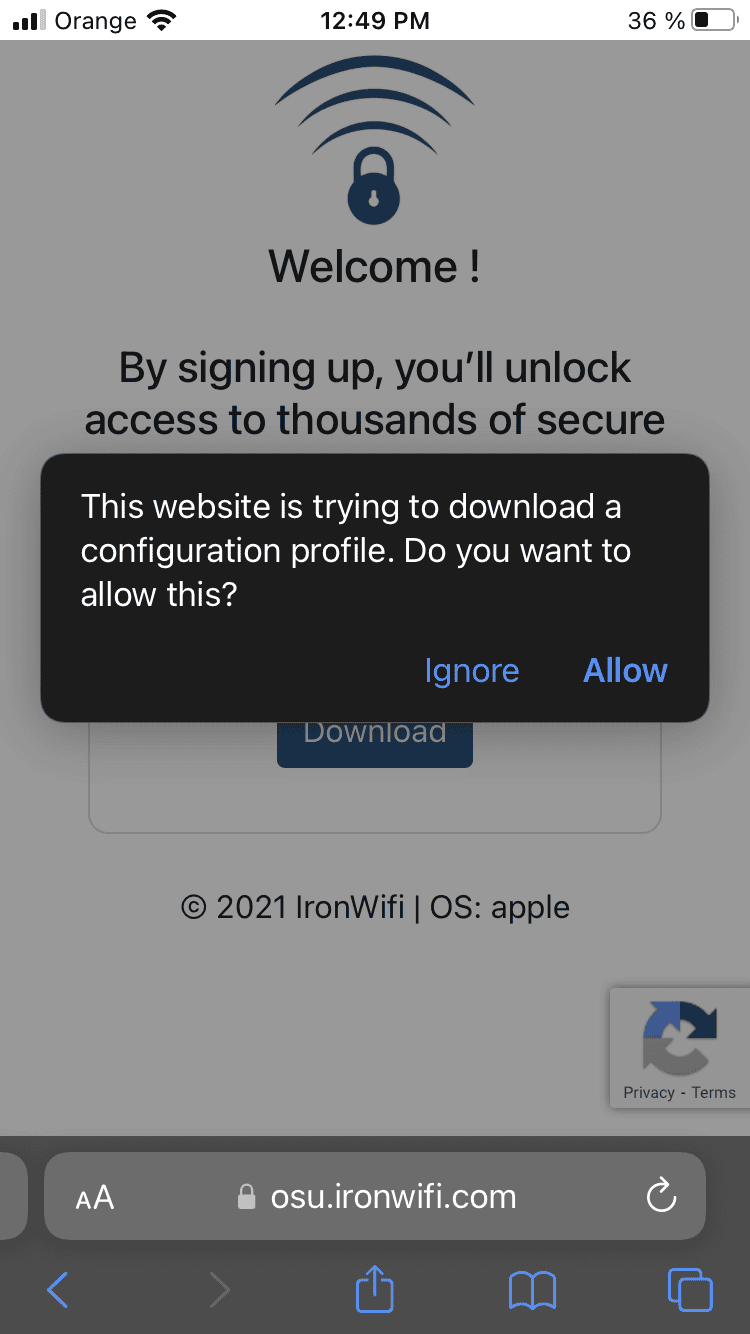 Orange 12:49 PM 36 %
Welcome !
By signing up, you’ll unlock
access to thousands of secure
This website is trying to download a
configuration profile. Do you want to
allow this?
Ignore Allow
Download
© 2021 IronWifi | OS: apple
Privacy - Terms
AA osu.ironwifi.com